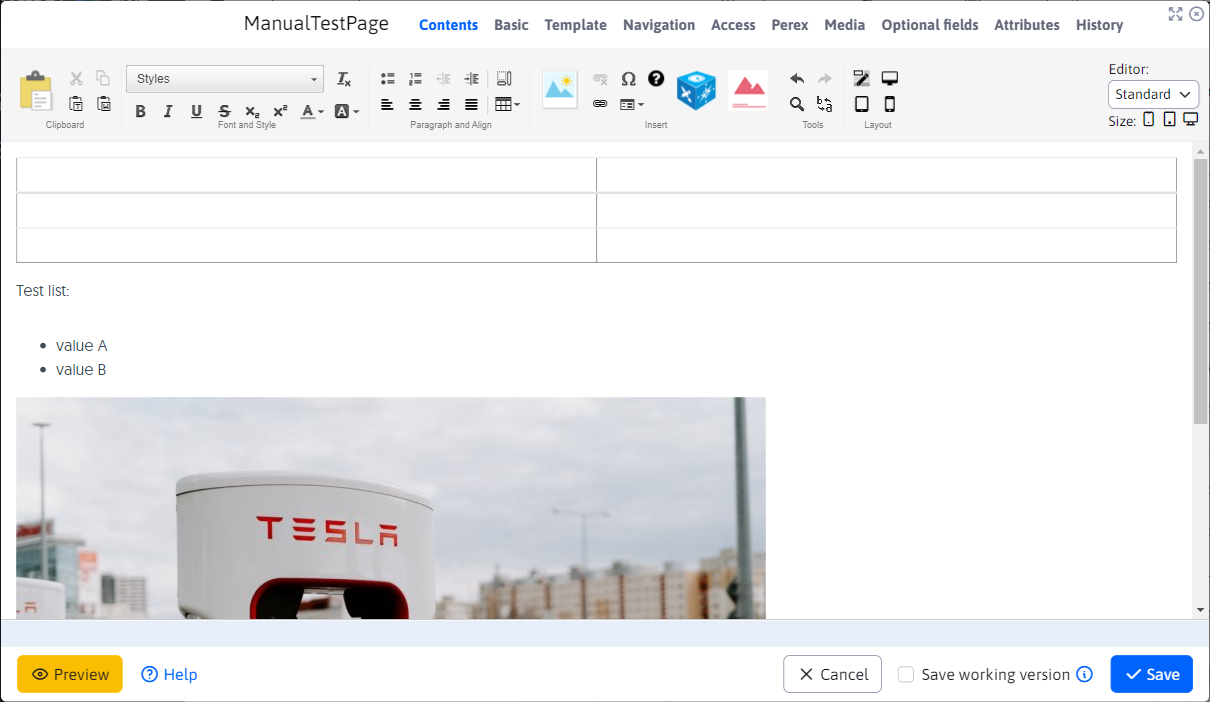 ManualTestPage Contents Basic Template Navigation Access Perex Media Optional fields Attributes History
Editor:
Styles
Standard
B I U S x₂ x² A A
Size:
Clipboard Font and Style Paragraph and Align Insert Tools Layout
Test list:
• value A
• value B
TESLA
Preview Help Cancel Save working version Save